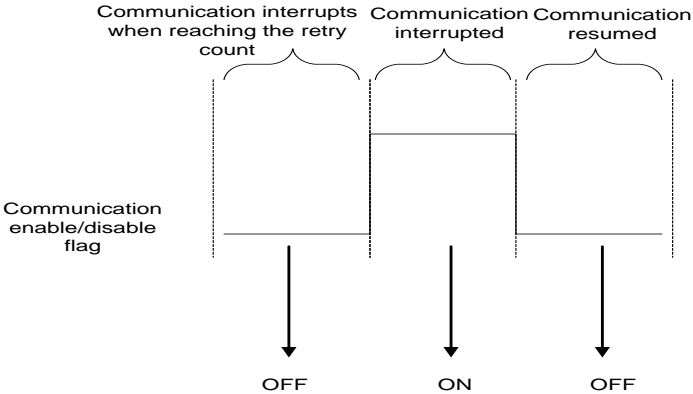 Communication interrupts
when reaching the retry
count
Communication
interrupted
Communication
resumed
Communication
enable/disable
flag
OFF
ON
OFF